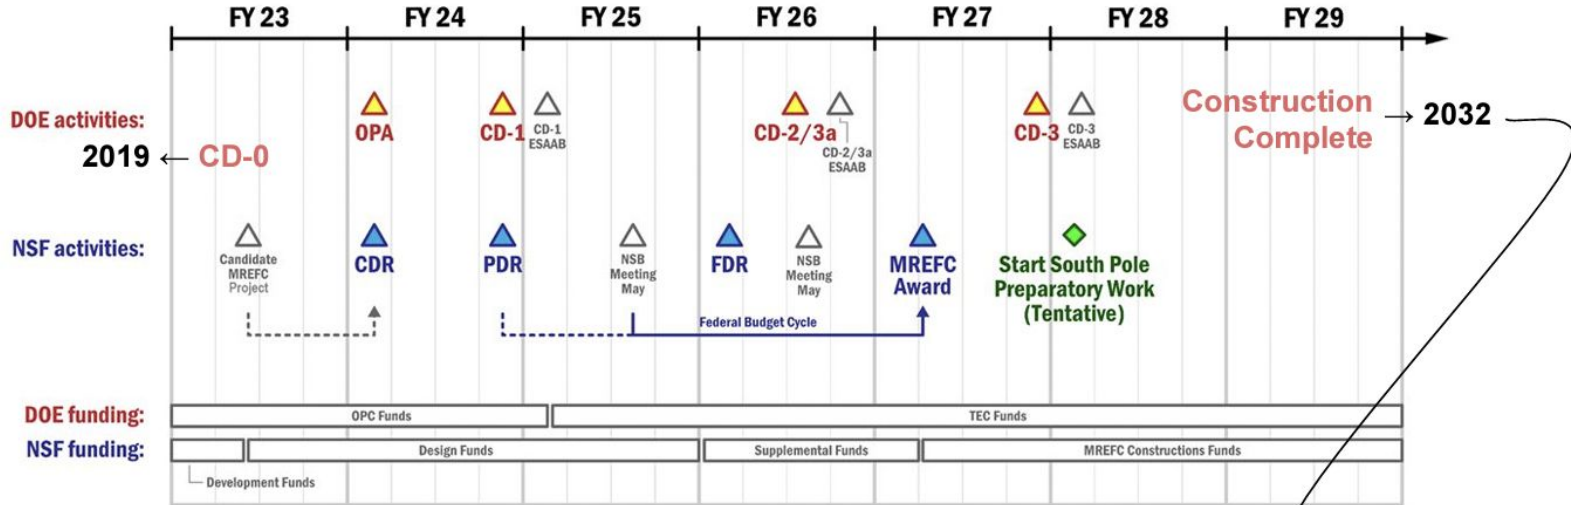 FY 23 FY 24 FY 25 FY 26 FY 27 FY 28 FY 29
DOE activities:
OPA
CD-1
CD-1
ESAAB
CD-2/3a
CD-2/3a
ESAAB
CD-3
CD-3
ESAAB
Construction
Complete
→ 2032
2019 ← CD-0
NSF activities:
Candidate
MREFC
Project
CDR
PDR
NSB
Meeting
May
FDR
NSB
Meeting
May
MREFC
Award
Start South Pole
Preparatory Work
(Tentative)
Federal Budget Cycle
DOE funding:
OPC Funds
TEC Funds
NSF funding:
Design Funds
Supplemental Funds
MREFC Constructions Funds
Development Funds